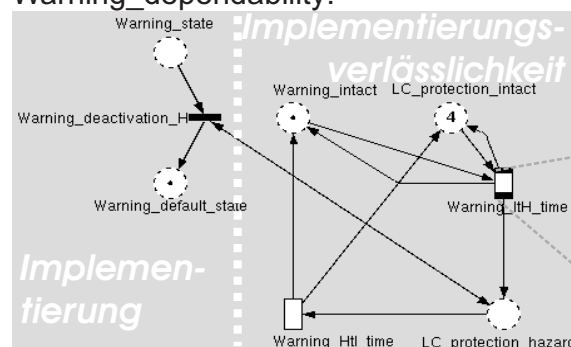 Warning_dependability.
Warning_state
Implementierungs-
verlässlichkeit
Warning_intact
LC_protection_intact
4
Warning_deactivation_H
Warning_ItH_time
Warning_default_state
Implemen-
tierung
Warning_HtI_time
LC_protection_hazard